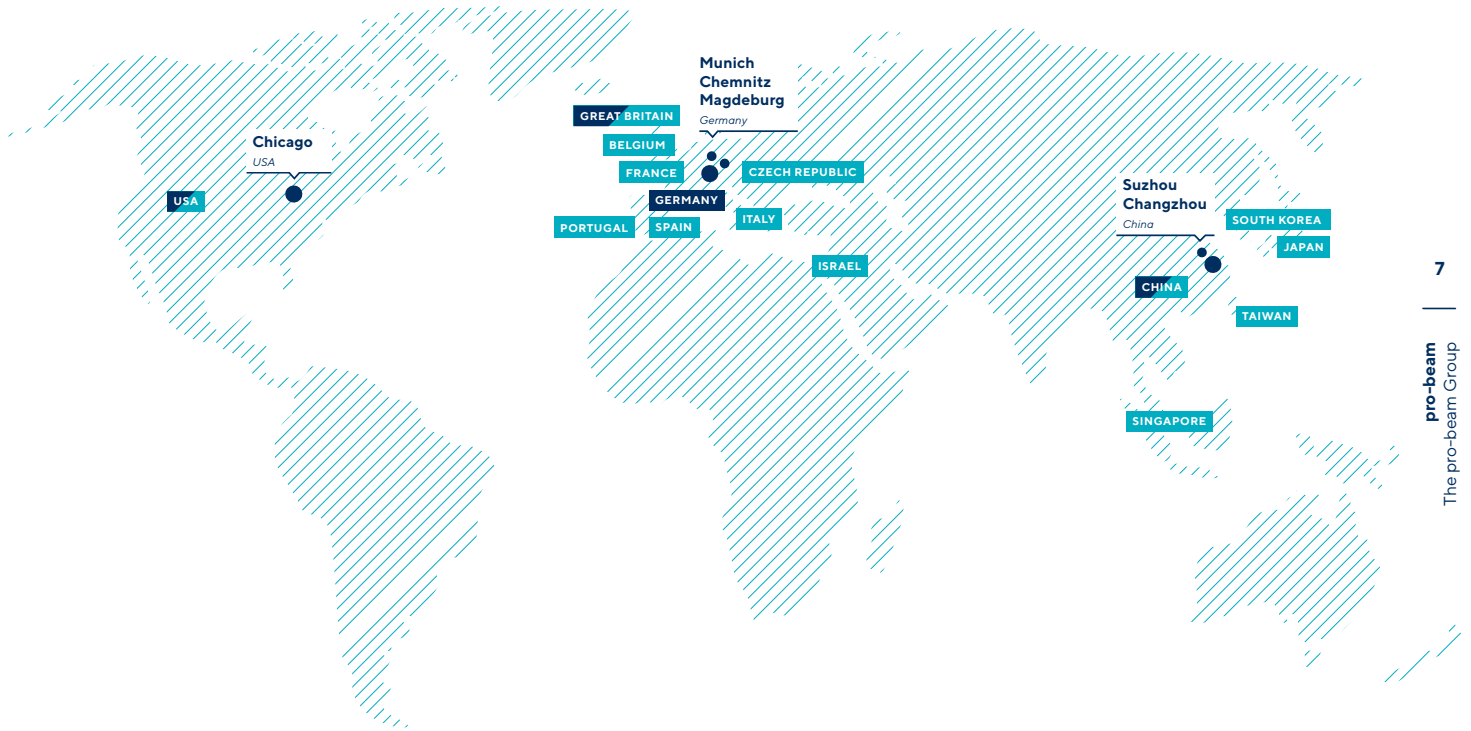 Munich
Chemnitz
Magdeburg
Germany
GREAT BRITAIN
BELGIUM
FRANCE
CZECH REPUBLIC
GERMANY
ITALY
PORTUGAL
SPAIN
ISRAEL
Chicago
USA
USA
Suzhou
Changzhou
China
SOUTH KOREA
JAPAN
CHINA
TAIWAN
SINGAPORE
7
pro-beam
The pro-beam Group